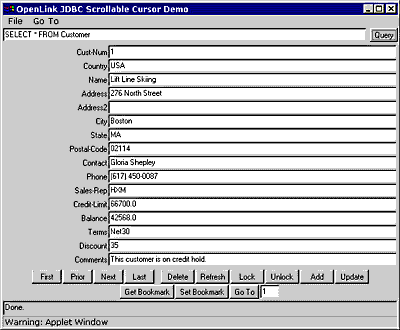 OpenLink JDBC Scrollable Cursor Demo
File Go To
SELECT * FROM Customer Query
Cust-Num 1
Country USA
Name Lift Line Skiing
Address 276 North Street
Address2
City Boston
State MA
Postal-Code 02114
Contact Gloria Shepley
Phone (617) 450-0087
Sales-Rep HXM
Credit-Limit 66700.0
Balance 42568.0
Terms Net30
Discount 35
Comments This customer is on credit hold.
First Prior Next Last Delete Refresh Lock Unlock Add Update
Get Bookmark Set Bookmark Go To 1
Done.
Warning: Applet Window